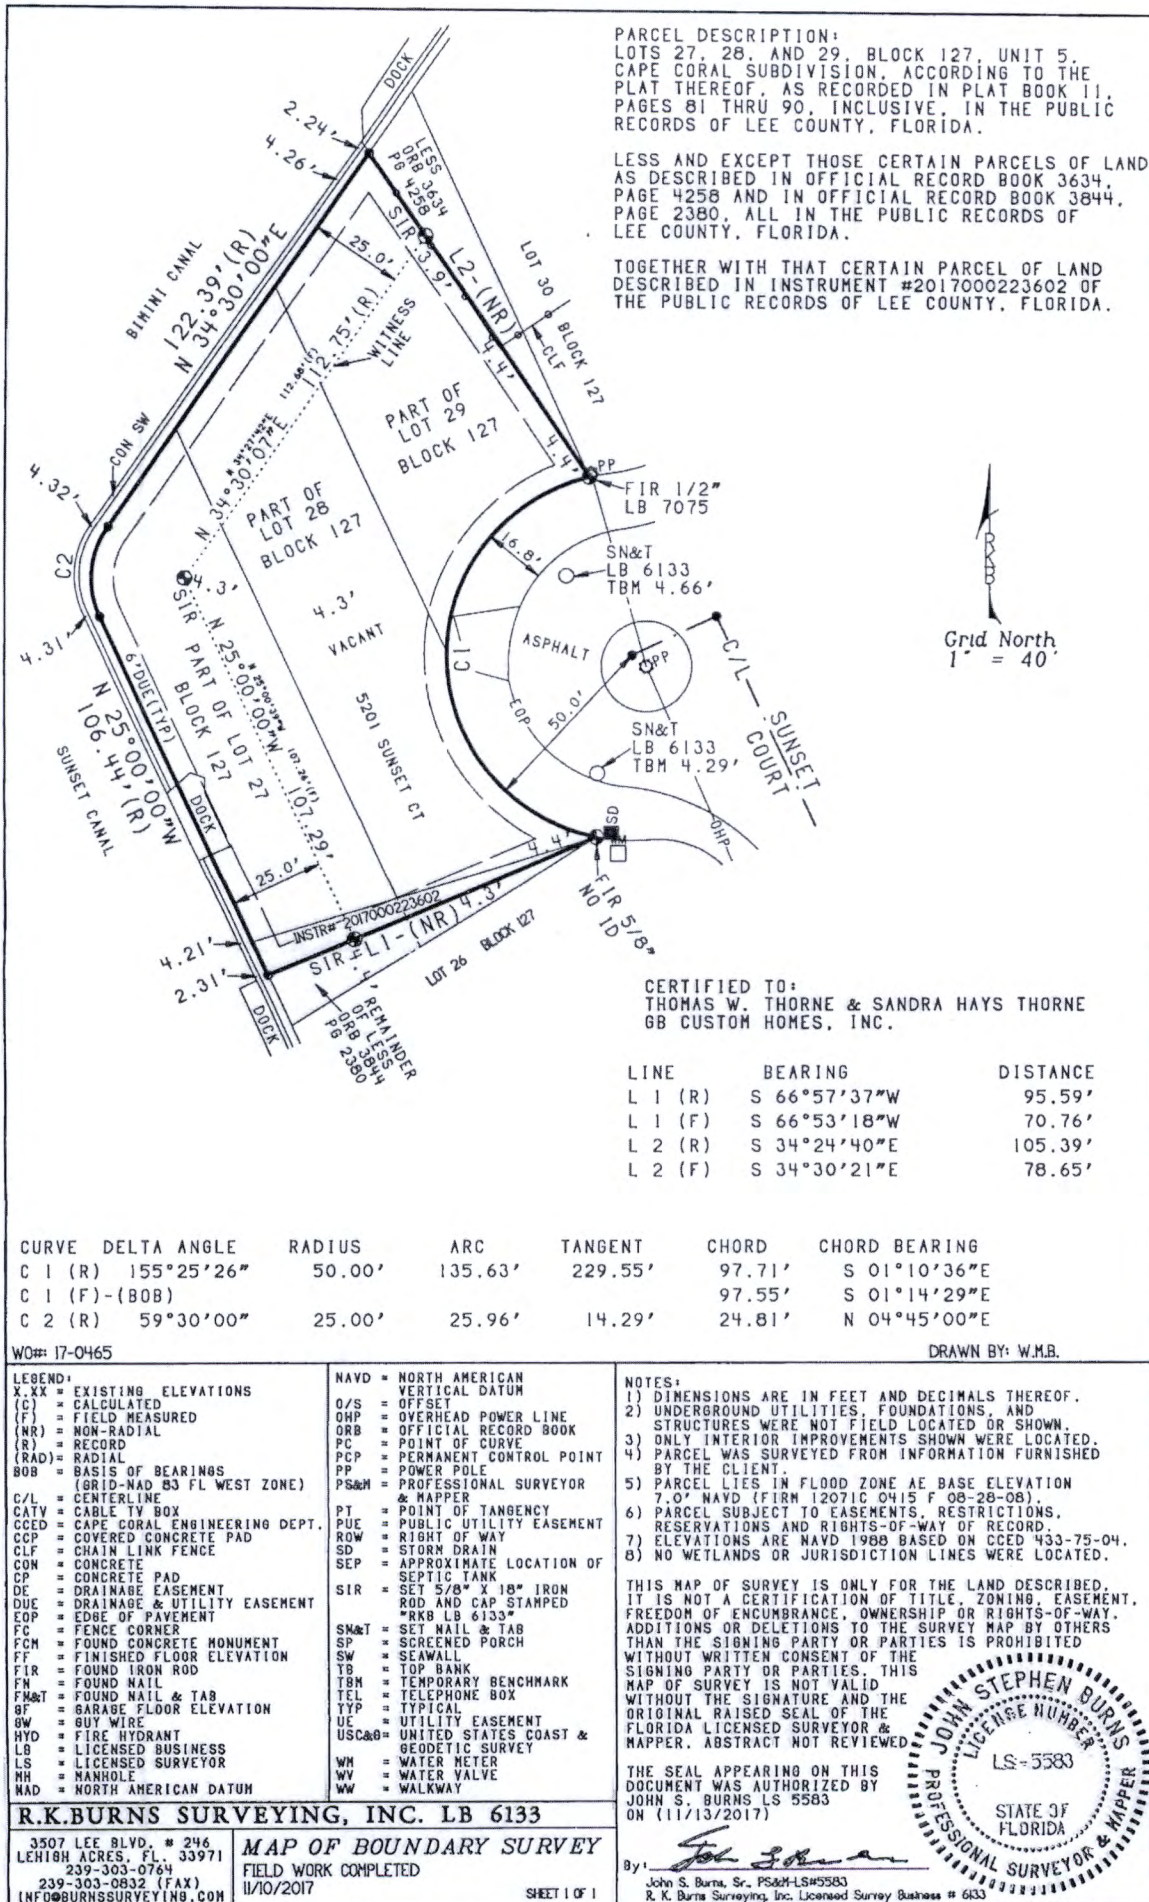 PARCEL DESCRIPTION:
LOTS 27, 28, AND 29, BLOCK 127, UNIT 5,
CAPE CORAL SUBDIVISION, ACCORDING TO THE
PLAT THEREOF, AS RECORDED IN PLAT BOOK 11,
PAGES 81 THRU 90, INCLUSIVE, IN THE PUBLIC
RECORDS OF LEE COUNTY, FLORIDA.
LESS AND EXCEPT THOSE CERTAIN PARCELS OF LAND
AS DESCRIBED IN OFFICIAL RECORD BOOK 3634,
PAGE 4258 AND IN OFFICIAL RECORD BOOK 3844,
PAGE 2380, ALL IN THE PUBLIC RECORDS OF
LEE COUNTY, FLORIDA.
TOGETHER WITH THAT CERTAIN PARCEL OF LAND
DESCRIBED IN INSTRUMENT #2017000223602 OF
THE PUBLIC RECORDS OF LEE COUNTY, FLORIDA.
DOCK
2.24'
4.26'
LESS
ORB 3634
PG 4258
SIR
3.9'
L2-(NR)
25.0'
BIMINI CANAL
122.39'(R)
N 34°30'00"E
LOT 30
BLOCK 127
CLF
4.4'
WITNESS
LINE
112.75'(R)
N 34°30'07"E
N 34°27'42"E 112.68'(F)
CON SW
4.32'
PART OF
LOT 29
BLOCK 127
4.4'
PP
FIR 1/2"
LB 7075
PART OF
LOT 28
BLOCK 127
16.8'
SN&T
LB 6133
TBM 4.66'
C2
4.3'
SIR
4.3'
VACANT
4.31'
C1
ASPHALT
EOP
PP
C/L
SUNSET
COURT
50.0'
SN&T
LB 6133
TBM 4.29'
RKB
Grid North
1" = 40'
6'DUE(TYP)
PART OF LOT 27
BLOCK 127
N 25°00'00"W 107.29'
N 25°00'39"W 107.26'(F)
5201 SUNSET CT
N 25°00'00"W
106.44'(R)
SUNSET CANAL
DOCK
25.0'
4.4'
SD
OHP
FIR 5/8"
NO ID
INSTR# 2017000223602
L1-(NR)
4.3'
SIR
LOT 26 BLOCK 127
4.21'
2.31'
DOCK
REMAINDER
OF LESS
ORB 3844
PG 2380
CERTIFIED TO:
THOMAS W. THORNE & SANDRA HAYS THORNE
GB CUSTOM HOMES, INC.
LINE BEARING DISTANCE
L 1 (R) S 66°57'37"W 95.59'
L 1 (F) S 66°53'18"W 70.76'
L 2 (R) S 34°24'40"E 105.39'
L 2 (F) S 34°30'21"E 78.65'
CURVE DELTA ANGLE RADIUS ARC TANGENT CHORD CHORD BEARING
C 1 (R) 155°25'26" 50.00' 135.63' 229.55' 97.71' S 01°10'36"E
C 1 (F)-(BOB) 97.55' S 01°14'29"E
C 2 (R) 59°30'00" 25.00' 25.96' 14.29' 24.81' N 04°45'00"E
WO#: 17-0465
DRAWN BY: W.M.B.
LEGEND:
X.XX = EXISTING ELEVATIONS
(C) = CALCULATED
(F) = FIELD MEASURED
(NR) = NON-RADIAL
(R) = RECORD
(RAD)= RADIAL
BOB = BASIS OF BEARINGS
(GRID-NAD 83 FL WEST ZONE)
C/L = CENTERLINE
CATV = CABLE TV BOX
CCED = CAPE CORAL ENGINEERING DEPT.
CCP = COVERED CONCRETE PAD
CLF = CHAIN LINK FENCE
CON = CONCRETE
CP = CONCRETE PAD
DE = DRAINAGE EASEMENT
DUE = DRAINAGE & UTILITY EASEMENT
EOP = EDGE OF PAVEMENT
FC = FENCE CORNER
FCM = FOUND CONCRETE MONUMENT
FF = FINISHED FLOOR ELEVATION
FIR = FOUND IRON ROD
FN = FOUND NAIL
FN&T = FOUND NAIL & TAB
GF = GARAGE FLOOR ELEVATION
GW = GUY WIRE
HYD = FIRE HYDRANT
LB = LICENSED BUSINESS
LS = LICENSED SURVEYOR
MH = MANHOLE
NAD = NORTH AMERICAN DATUM
NAVD = NORTH AMERICAN
VERTICAL DATUM
O/S = OFFSET
OHP = OVERHEAD POWER LINE
ORB = OFFICIAL RECORD BOOK
PC = POINT OF CURVE
PCP = PERMANENT CONTROL POINT
PP = POWER POLE
PS&M = PROFESSIONAL SURVEYOR
& MAPPER
PT = POINT OF TANGENCY
PUE = PUBLIC UTILITY EASEMENT
ROW = RIGHT OF WAY
SD = STORM DRAIN
SEP = APPROXIMATE LOCATION OF
SEPTIC TANK
SIR = SET 5/8" X 18" IRON
ROD AND CAP STAMPED
"RKB LB 6133"
SN&T = SET NAIL & TAB
SP = SCREENED PORCH
SW = SEAWALL
TB = TOP BANK
TBM = TEMPORARY BENCHMARK
TEL = TELEPHONE BOX
TYP = TYPICAL
UE = UTILITY EASEMENT
USC&G= UNITED STATES COAST &
GEODETIC SURVEY
WM = WATER METER
WV = WATER VALVE
WW = WALKWAY
NOTES:
1) DIMENSIONS ARE IN FEET AND DECIMALS THEREOF.
2) UNDERGROUND UTILITIES, FOUNDATIONS, AND
STRUCTURES WERE NOT FIELD LOCATED OR SHOWN.
3) ONLY INTERIOR IMPROVEMENTS SHOWN WERE LOCATED.
4) PARCEL WAS SURVEYED FROM INFORMATION FURNISHED
BY THE CLIENT.
5) PARCEL LIES IN FLOOD ZONE AE BASE ELEVATION
7.0' NAVD (FIRM 12071C 0415 F 08-28-08).
6) PARCEL SUBJECT TO EASEMENTS, RESTRICTIONS,
RESERVATIONS AND RIGHTS-OF-WAY OF RECORD.
7) ELEVATIONS ARE NAVD 1988 BASED ON CCED 433-75-04.
8) NO WETLANDS OR JURISDICTION LINES WERE LOCATED.
THIS MAP OF SURVEY IS ONLY FOR THE LAND DESCRIBED,
IT IS NOT A CERTIFICATION OF TITLE, ZONING, EASEMENT,
FREEDOM OF ENCUMBRANCE, OWNERSHIP OR RIGHTS-OF-WAY.
ADDITIONS OR DELETIONS TO THE SURVEY MAP BY OTHERS
THAN THE SIGNING PARTY OR PARTIES IS PROHIBITED
WITHOUT WRITTEN CONSENT OF THE
SIGNING PARTY OR PARTIES. THIS
MAP OF SURVEY IS NOT VALID
WITHOUT THE SIGNATURE AND THE
ORIGINAL RAISED SEAL OF THE
FLORIDA LICENSED SURVEYOR &
MAPPER. ABSTRACT NOT REVIEWED
THE SEAL APPEARING ON THIS
DOCUMENT WAS AUTHORIZED BY
JOHN S. BURNS LS 5583
ON (11/13/2017)
JOHN STEPHEN BURNS
LICENSE NUMBER
LS-5583
STATE OF
FLORIDA
PROFESSIONAL SURVEYOR & MAPPER
By:
John S. Burns, Sr., PS&M-LS#5583
R. K. Burns Surveying, Inc. Licensed Survey Business # 6133
R.K.BURNS SURVEYING, INC. LB 6133
3507 LEE BLVD. # 246
LEHIGH ACRES, FL. 33971
239-303-0764
239-303-0832 (FAX)
INFO@BURNSSURVEYING.COM
MAP OF BOUNDARY SURVEY
FIELD WORK COMPLETED
11/10/2017
SHEET 1 OF 1